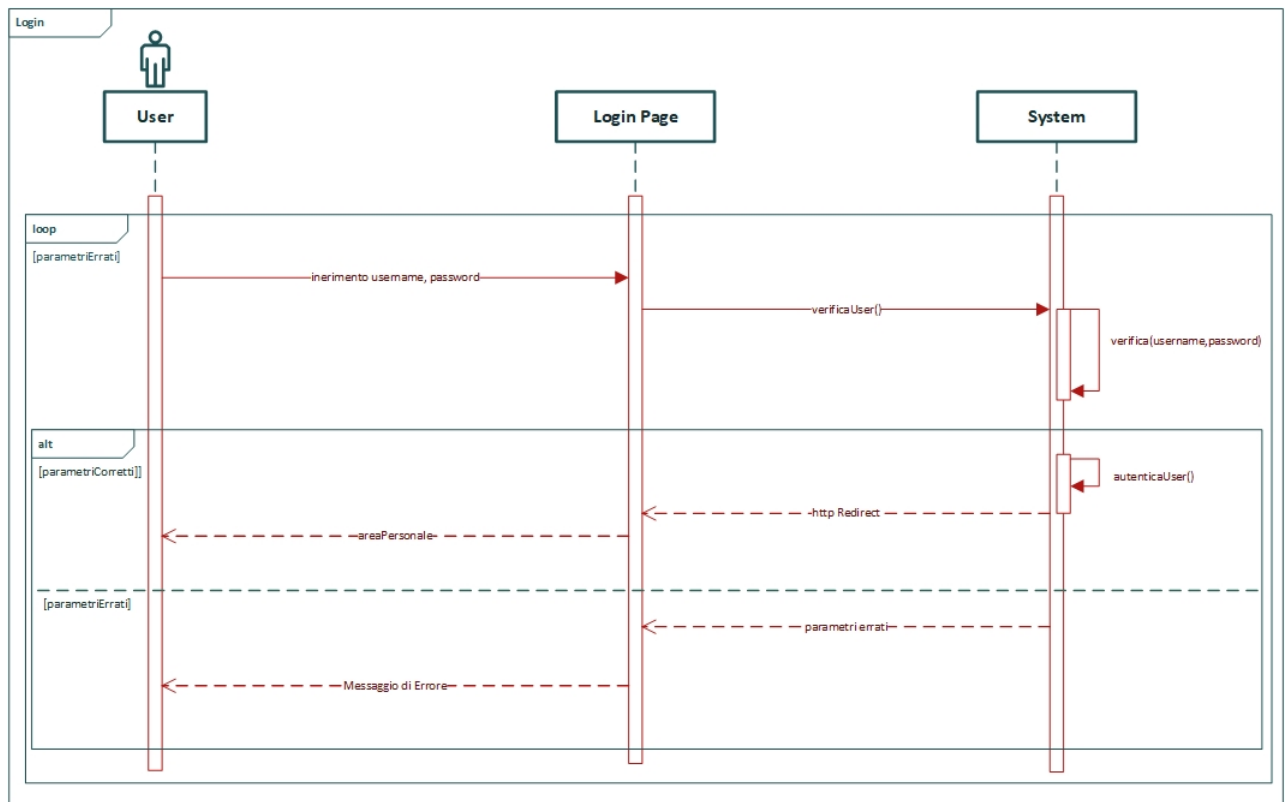 Login
User
Login Page
System
loop
[parametriErrati]
inerimento username, password
verificaUser()
verifica(username,password)
alt
[parametriCorretti]]
autenticaUser()
http Redirect
areaPersonale
[parametriErrati]
parametri errati
Messaggio di Errore